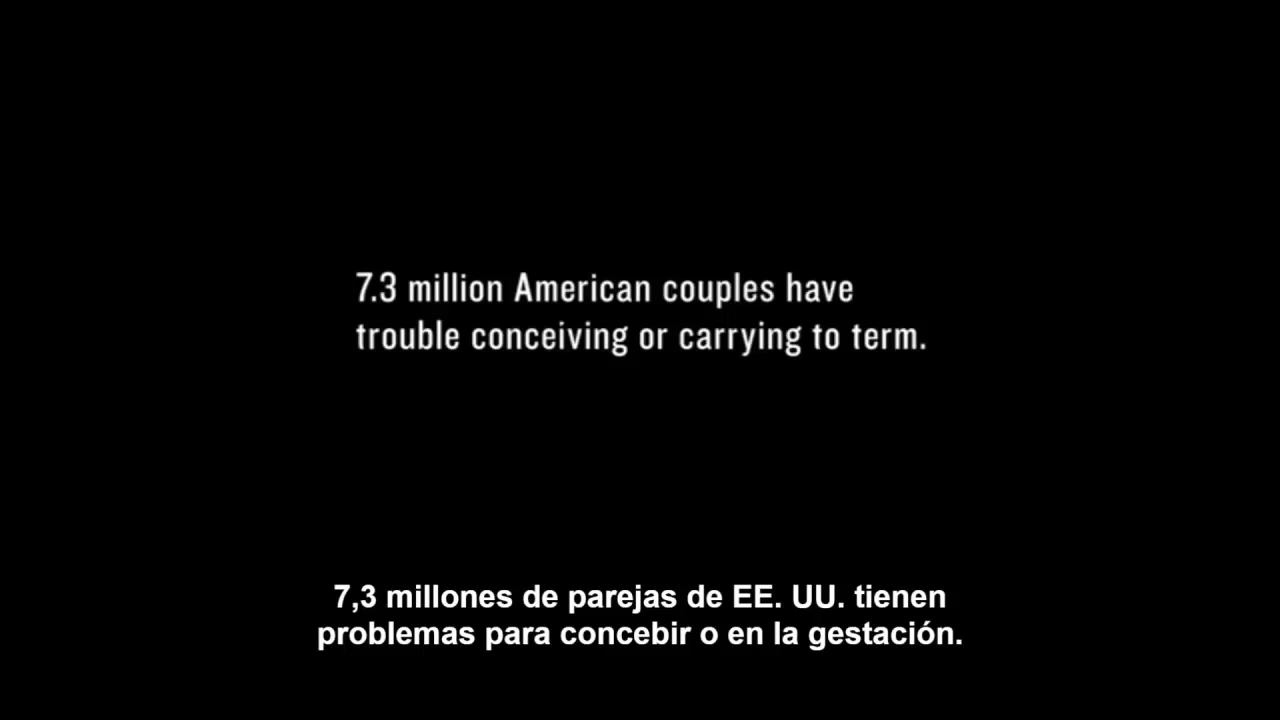 7.3 million American couples have
trouble conceiving or carrying to term.
7,3 millones de parejas de EE. UU. tienen
problemas para concebir o en la gestación.